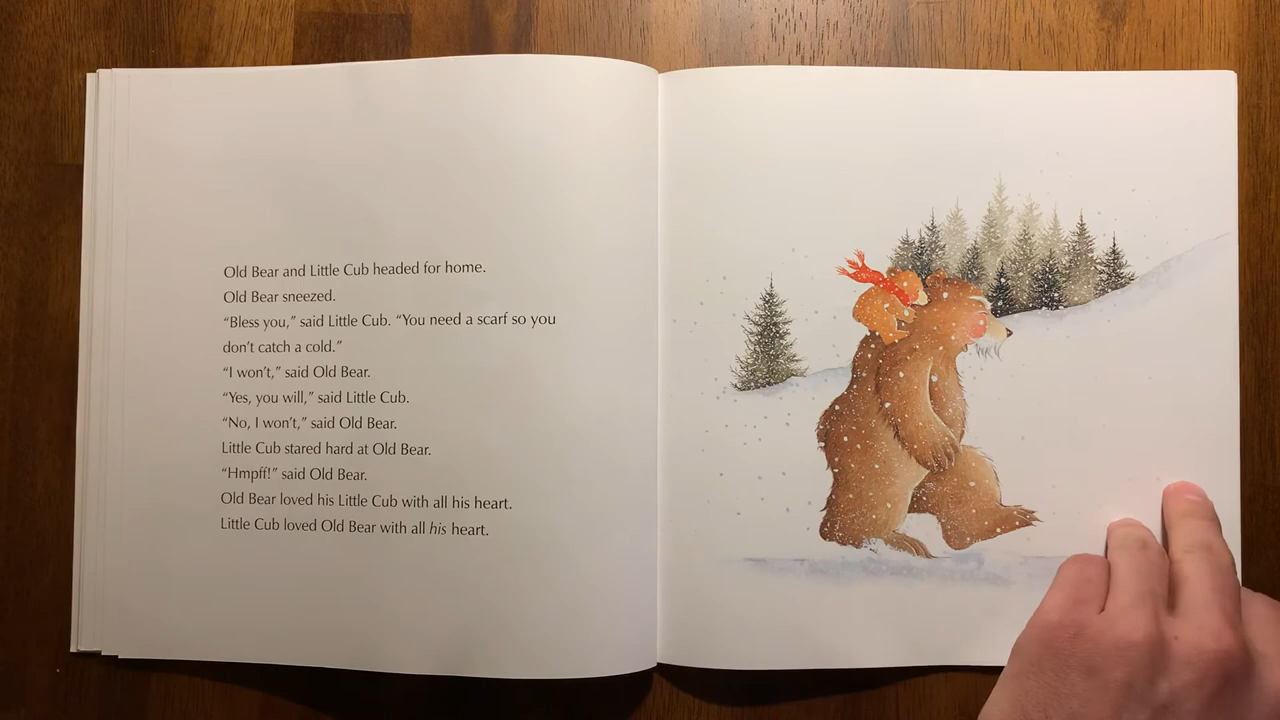 Old Bear and Little Cub headed for home.
Old Bear sneezed.
“Bless you,” said Little Cub. “You need a scarf so you
don’t catch a cold.”
“I won’t,” said Old Bear.
“Yes, you will,” said Little Cub.
“No, I won’t,” said Old Bear.
Little Cub stared hard at Old Bear.
“Hmpff!” said Old Bear.
Old Bear loved his Little Cub with all his heart.
Little Cub loved Old Bear with all his heart.